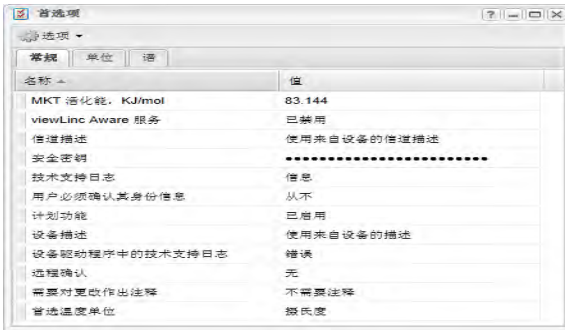 首选项
选项
常规 单位 谱
名称 值
MKT 活化能，KJ/mol 83.144
viewLinc Aware 服务 已禁用
信道描述 使用来自设备的信道描述
安全密钥 ••••••••••••••••••••••••
技术支持日志 信息
用户必须确认其身份信息 从不
计划功能 已启用
设备描述 使用来自设备的描述
设备驱动程序中的技术支持日志 错误
远程确认 无
需要对更改作出注释 不需要注释
首选温度单位 摄氏度